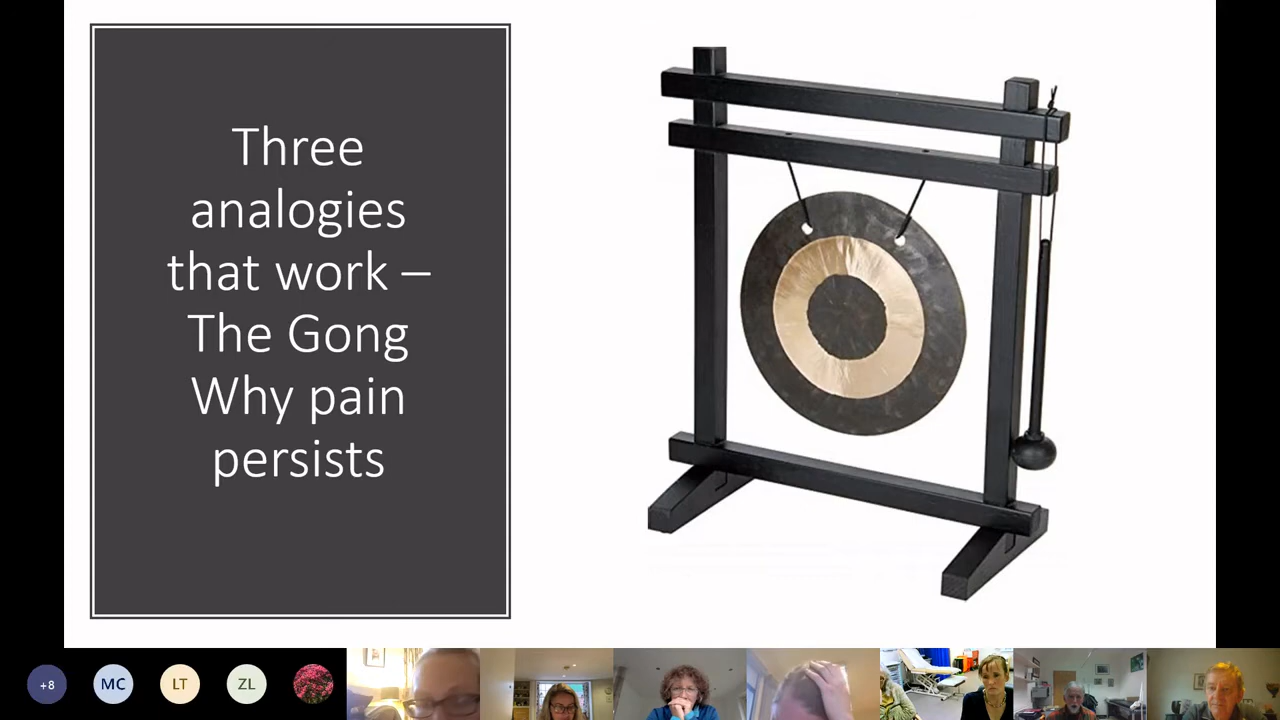 Three
analogies
that work –
The Gong
Why pain
persists
+8
MC
LT
ZL